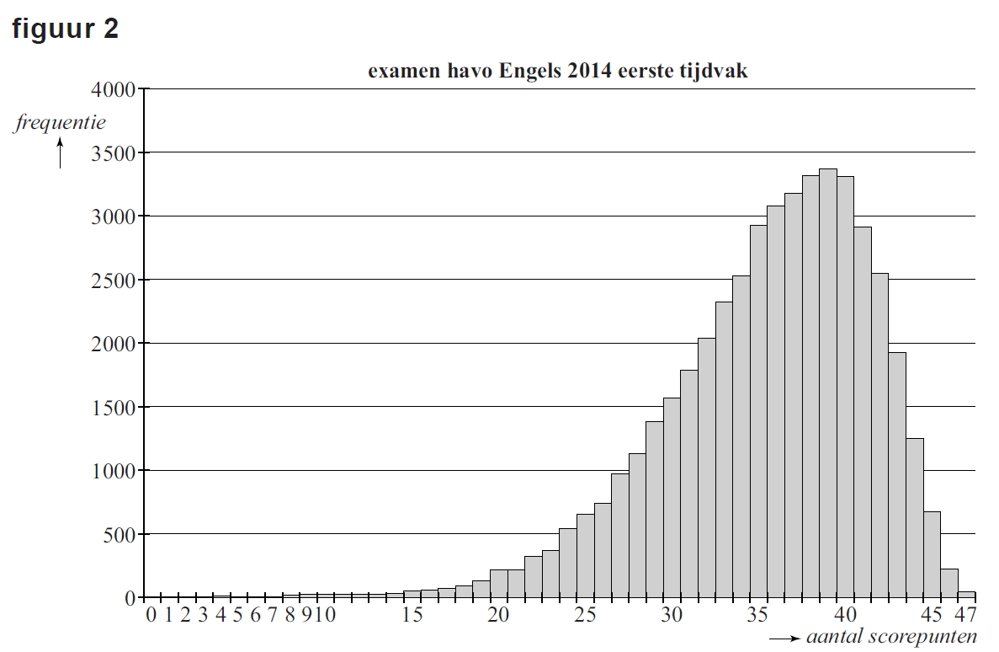 figuur 2
examen havo Engels 2014 eerste tijdvak
frequentie
4000
3500
3000
2500
2000
1500
1000
500
0
0 1 2 3 4 5 6 7 8 9 10 15 20 25 30 35 40 45 47
aantal scorepunten